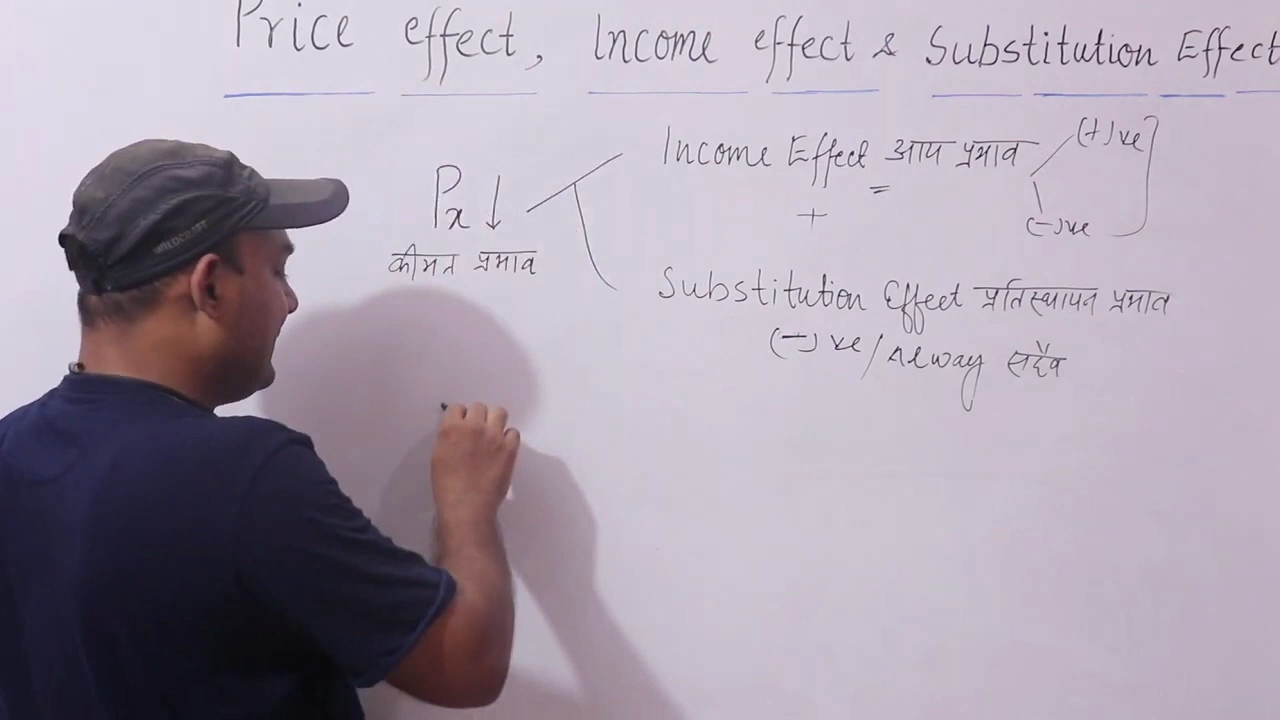 Price effect, Income effect & Substitution Effect
Income Effect आय प्रभाव (+)ve
Px ↓
+
(-)ve
कीमत प्रभाव
Substitution Effect प्रतिस्थापन प्रभाव
(-)ve/Alway सदैव
WILDCRAFT